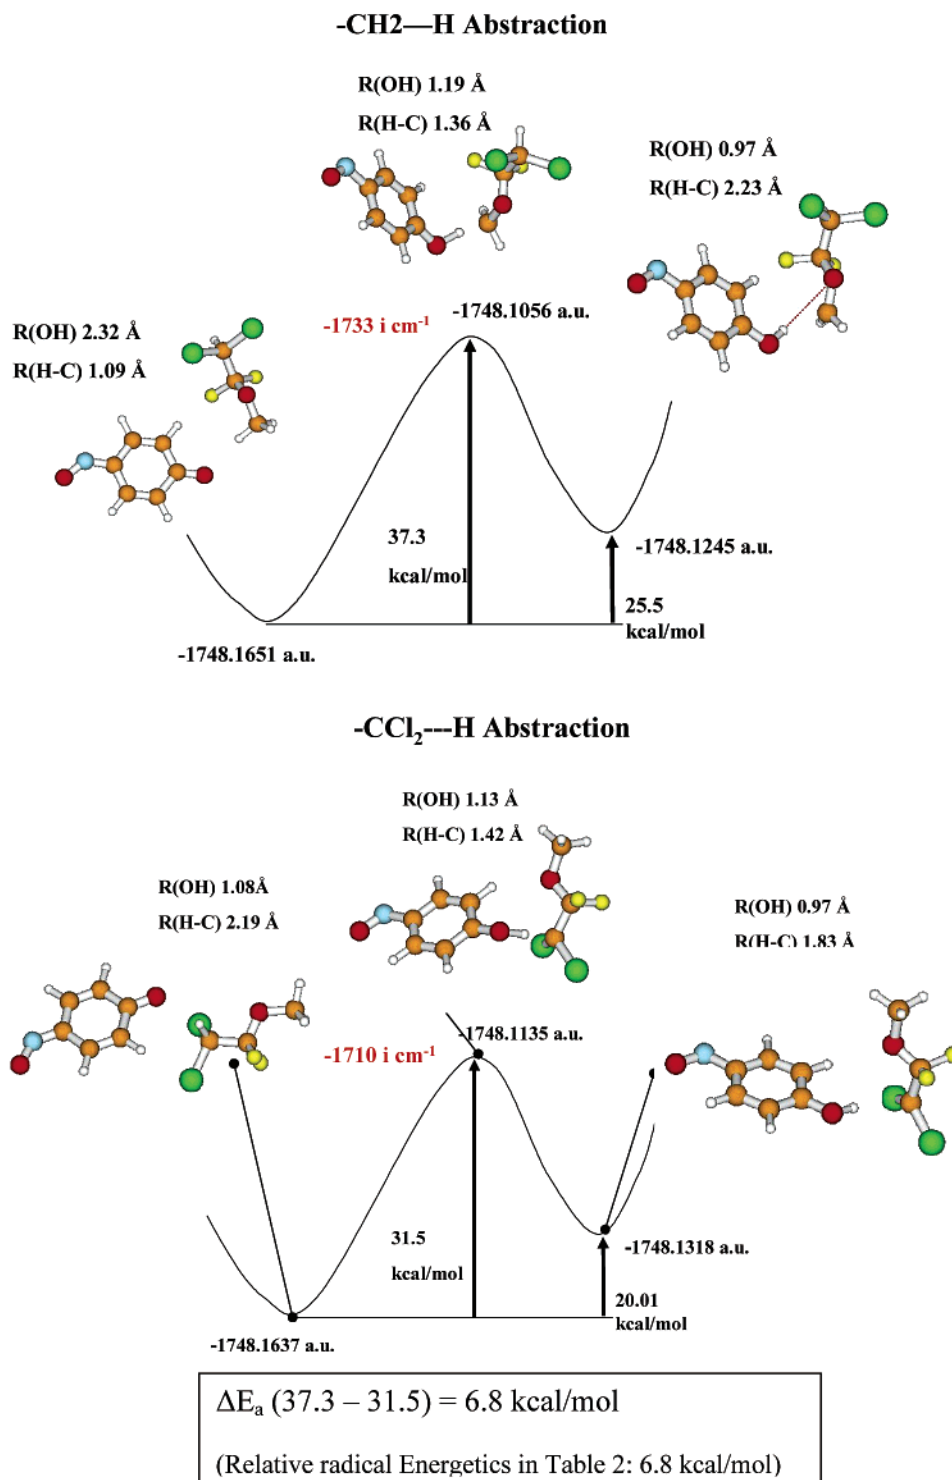 -CH2—H Abstraction
R(OH) 1.19 Å
R(H-C) 1.36 Å
R(OH) 0.97 Å
R(H-C) 2.23 Å
-1733 i cm⁻¹
-1748.1056 a.u.
R(OH) 2.32 Å
R(H-C) 1.09 Å
37.3
kcal/mol
-1748.1245 a.u.
25.5
kcal/mol
-1748.1651 a.u.
-CCl₂---H Abstraction
R(OH) 1.13 Å
R(H-C) 1.42 Å
R(OH) 1.08Å
R(H-C) 2.19 Å
R(OH) 0.97 Å
R(H-C) 1.83 Å
-1748.1135 a.u.
-1710 i cm⁻¹
31.5
kcal/mol
-1748.1318 a.u.
20.01
kcal/mol
-1748.1637 a.u.
ΔEₐ (37.3 – 31.5) = 6.8 kcal/mol
(Relative radical Energetics in Table 2: 6.8 kcal/mol)